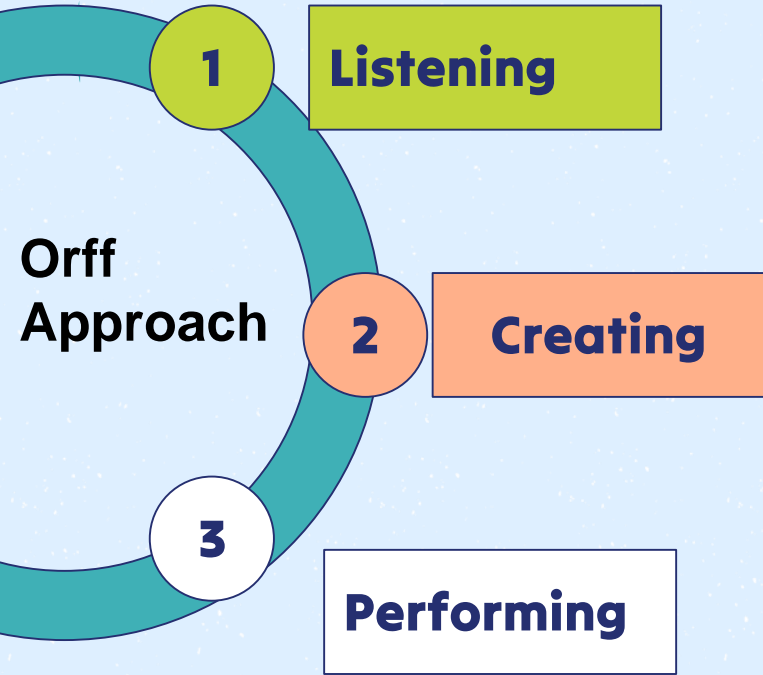 1
Listening
Orff
Approach
2
Creating
3
Performing